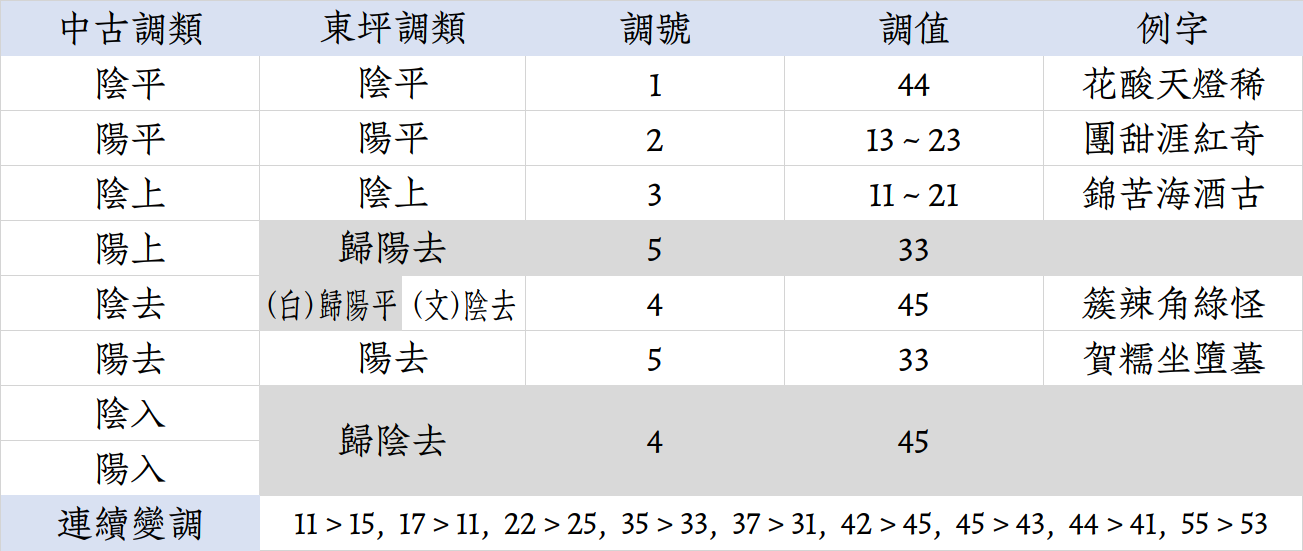 中古調類 東坪調類 調號 調值 例字
陰平 陰平 1 44 花酸天燈稀
陽平 陽平 2 13 ~ 23 團甜涯紅奇
陰上 陰上 3 11 ~ 21 錦苦海酒古
陽上 歸陽去 5 33
陰去 (白)歸陽平 (文)陰去 4 45 簇辣角綠怪
陽去 陽去 5 33 賀糯坐墮墓
陰入
歸陰去 4 45
陽入
連續變調 11 > 15, 17 > 11, 22 > 25, 35 > 33, 37 > 31, 42 > 45, 45 > 43, 44 > 41, 55 > 53